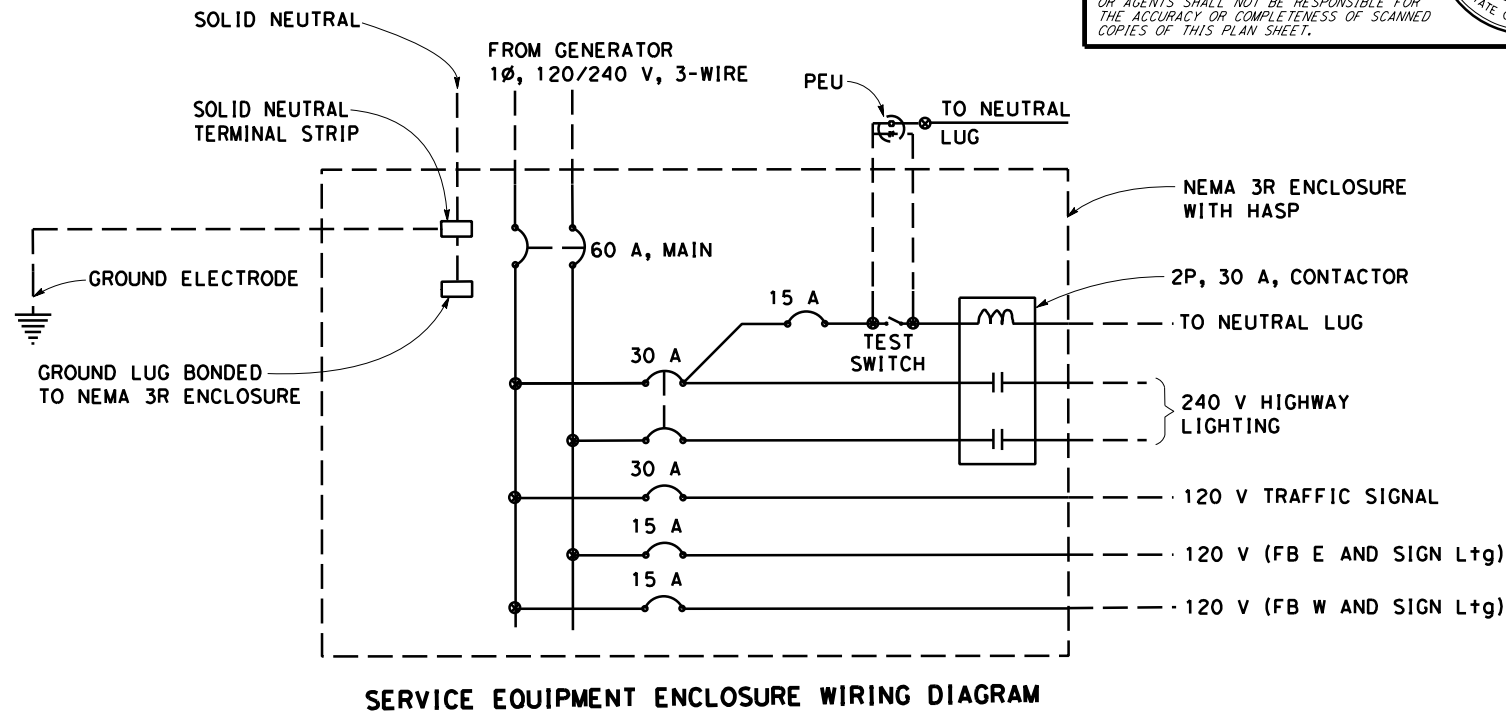 OR AGENTS SHALL NOT BE RESPONSIBLE FOR
THE ACCURACY OR COMPLETENESS OF SCANNED
COPIES OF THIS PLAN SHEET.
SOLID NEUTRAL
FROM GENERATOR
1Ø, 120/240 V, 3-WIRE
PEU
TO NEUTRAL
LUG
SOLID NEUTRAL
TERMINAL STRIP
NEMA 3R ENCLOSURE
WITH HASP
60 A, MAIN
GROUND ELECTRODE
2P, 30 A, CONTACTOR
15 A
TO NEUTRAL LUG
TEST
SWITCH
30 A
GROUND LUG BONDED
TO NEMA 3R ENCLOSURE
240 V HIGHWAY
LIGHTING
30 A
120 V TRAFFIC SIGNAL
15 A
120 V (FB E AND SIGN Ltg)
15 A
120 V (FB W AND SIGN Ltg)
SERVICE EQUIPMENT ENCLOSURE WIRING DIAGRAM